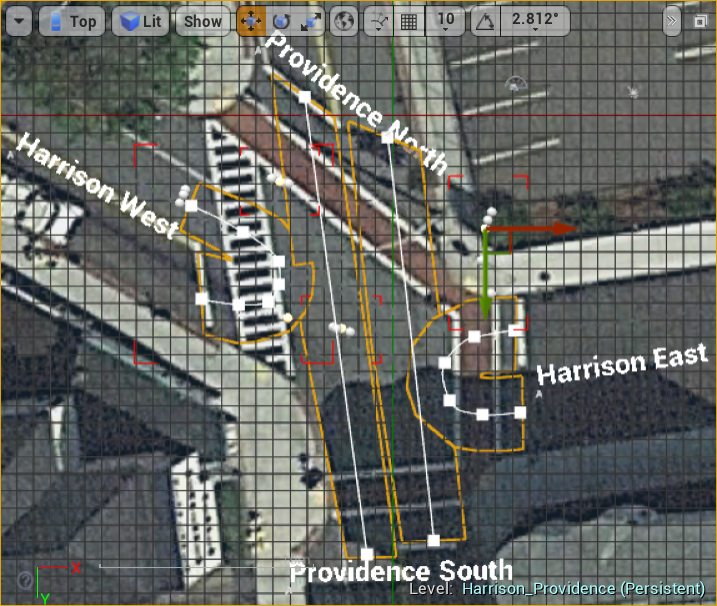 Top Lit Show 10 2.812°
Providence North
Harrison West
Harrison East
Providence South
Level: Harrison_Providence (Persistent)
X
Y
A
A
A